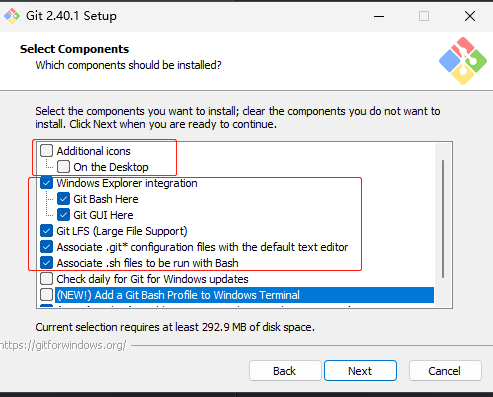 Git 2.40.1 Setup
Select Components
Which components should be installed?
Select the components you want to install; clear the components you do not want to
install. Click Next when you are ready to continue.
Additional icons
On the Desktop
Windows Explorer integration
Git Bash Here
Git GUI Here
Git LFS (Large File Support)
Associate .git* configuration files with the default text editor
Associate .sh files to be run with Bash
Check daily for Git for Windows updates
(NEW!) Add a Git Bash Profile to Windows Terminal
Current selection requires at least 292.9 MB of disk space.
https://gitforwindows.org/
Back
Next
Cancel